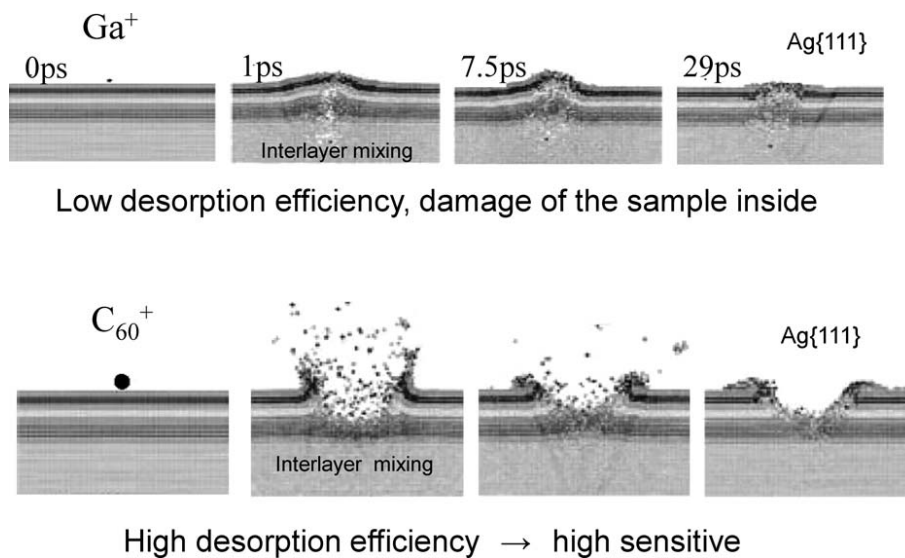 Ga+
0ps
1ps
7.5ps
29ps
Ag{111}
Interlayer mixing
Low desorption efficiency, damage of the sample inside
C60+
Ag{111}
Interlayer mixing
High desorption efficiency → high sensitive